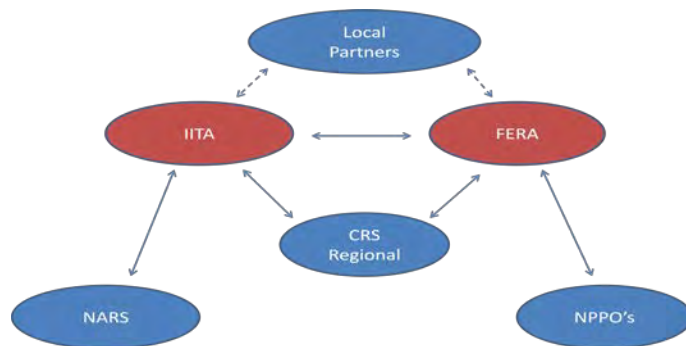 Local
Partners
IITA
FERA
CRS
Regional
NARS
NPPO's